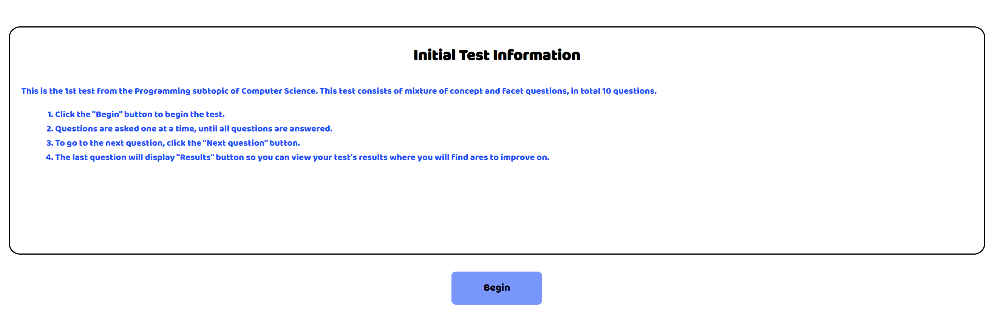 Initial Test Information
This is the 1st test from the Programming subtopic of Computer Science. This test consists of mixture of concept and facet questions, in total 10 questions.
1. Click the "Begin" button to begin the test.
2. Questions are asked one at a time, until all questions are answered.
3. To go to the next question, click the "Next question" button.
4. The last question will display "Results" button so you can view your test's results where you will find ares to improve on.
Begin